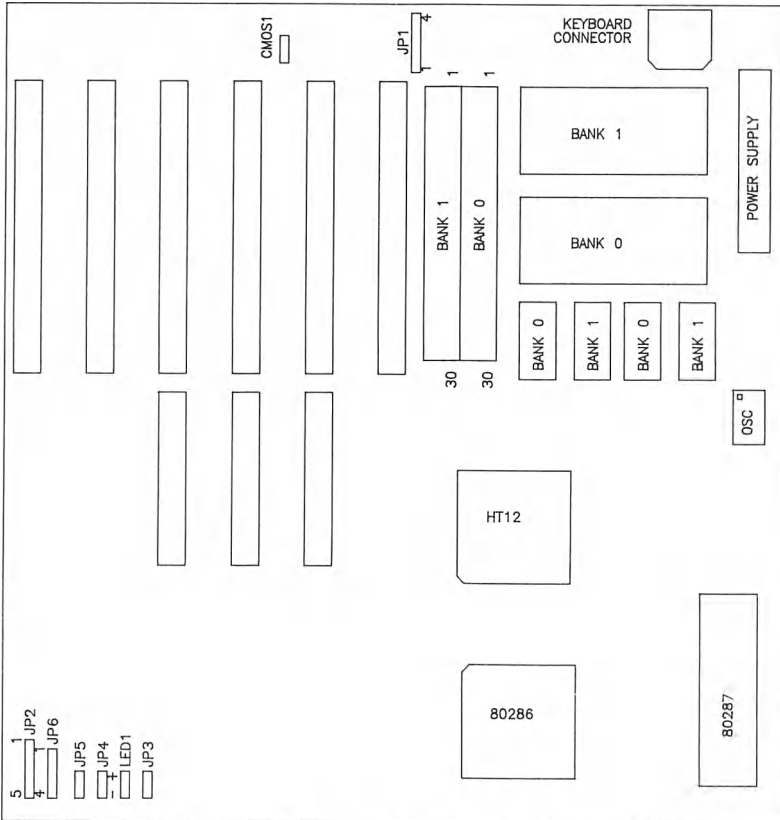 KEYBOARD
CONNECTOR
CMOS1
JP1
4
1
1
1
BANK 1
BANK 0
30
30
BANK 1
BANK 0
POWER SUPPLY
BANK 0
BANK 1
BANK 0
BANK 1
OSC
HT12
80286
80287
5
1
JP2
4
1
JP6
JP5
JP4
- +
LED1
JP3